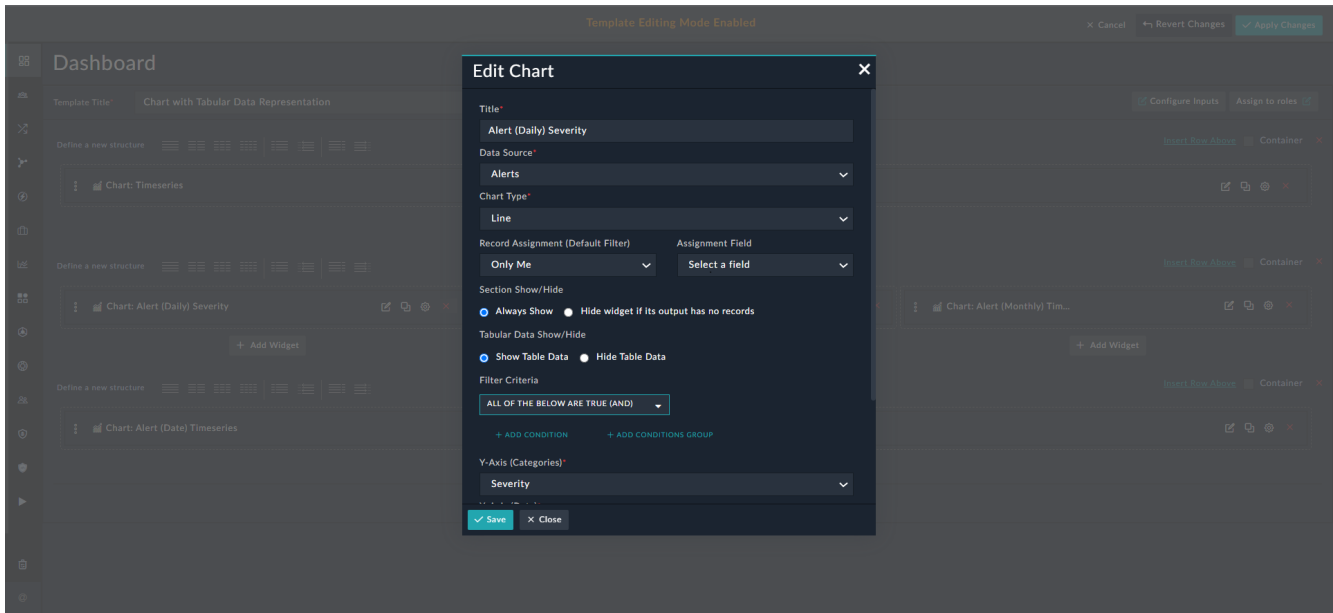 Template Editing Mode Enabled
× Cancel Revert Changes Apply Changes
Dashboard
Template Title Chart with Tabular Data Representation
Configure Inputs Assign to roles
Define a new structure Insert Row Above Container
Chart: Timeseries
Define a new structure Insert Row Above Container
Chart: Alert (Daily) Severity
Chart: Alert (Monthly) Tim...
+ Add Widget
+ Add Widget
Define a new structure Insert Row Above Container
Chart: Alert (Date) Timeseries
Edit Chart
Title*
Alert (Daily) Severity
Data Source*
Alerts
Chart Type*
Line
Record Assignment (Default Filter) Assignment Field
Only Me Select a field
Section Show/Hide
Always Show Hide widget if its output has no records
Tabular Data Show/Hide
Show Table Data Hide Table Data
Filter Criteria
ALL OF THE BELOW ARE TRUE (AND)
+ ADD CONDITION + ADD CONDITIONS GROUP
Y-Axis (Categories)*
Severity
Save × Close